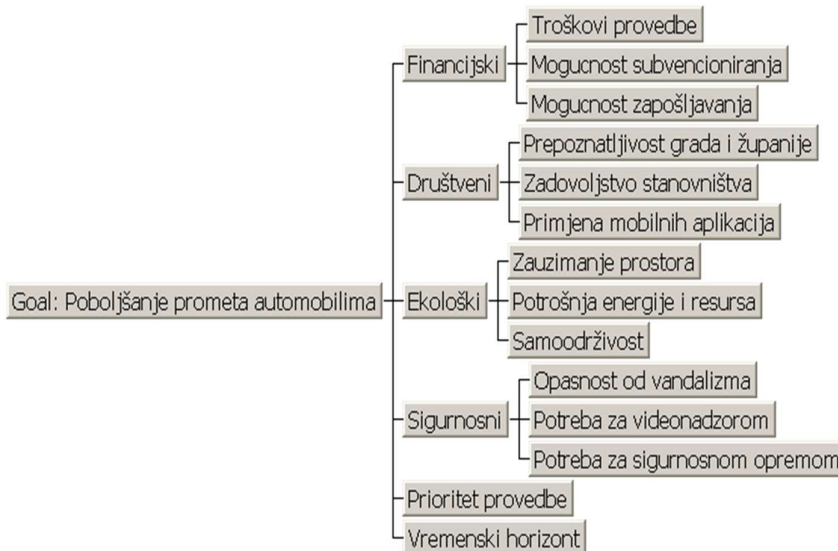 Goal: Poboljšanje prometa automobilima
Financijski
Troškovi provedbe
Mogucnost subvencioniranja
Mogucnost zapošljavanja
Društveni
Prepoznatljivost grada i županije
Zadovoljstvo stanovništva
Primjena mobilnih aplikacija
Ekološki
Zauzimanje prostora
Potrošnja energije i resursa
Samoodrživost
Sigurnosni
Opasnost od vandalizma
Potreba za videonadzorom
Potreba za sigurnosnom opremom
Prioritet provedbe
Vremenski horizont